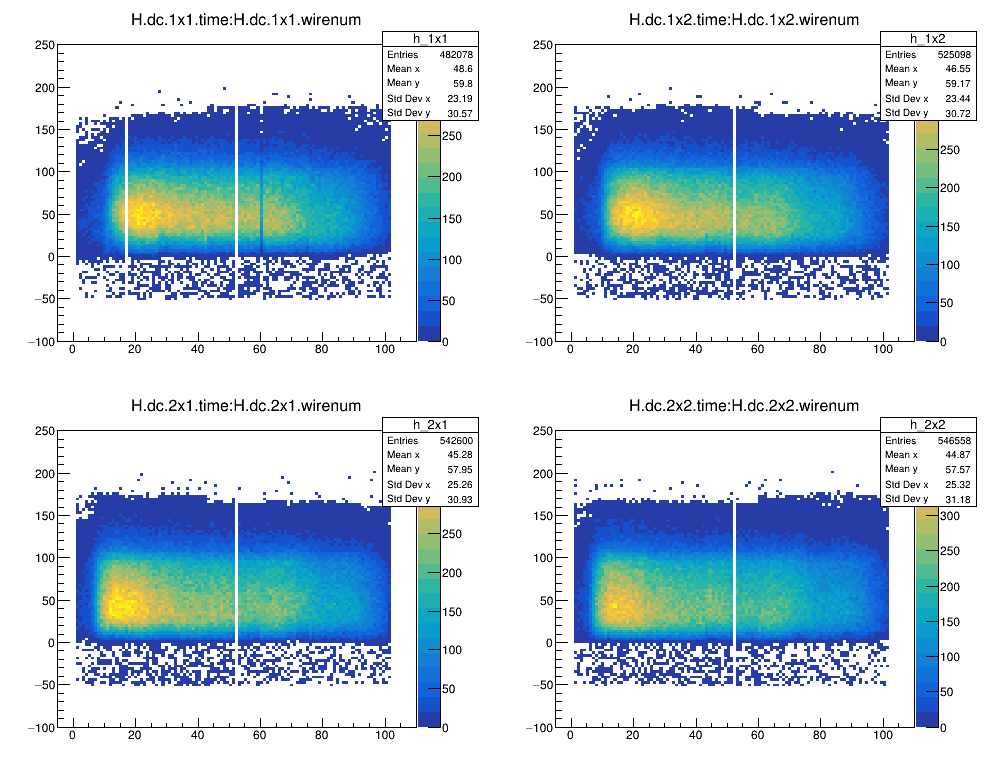 H.dc.1x1.time:H.dc.1x1.wirenum
h_1x1
Entries 482078
Mean x 48.6
Mean y 59.8
Std Dev x 23.19
Std Dev y 30.57
250
200
150
100
50
0
−50
−100
0 20 40 60 80 100
250
200
150
100
50
0
H.dc.1x2.time:H.dc.1x2.wirenum
h_1x2
Entries 525098
Mean x 46.55
Mean y 59.17
Std Dev x 23.44
Std Dev y 30.72
250
200
150
100
50
0
−50
−100
0 20 40 60 80 100
250
200
150
100
50
0
H.dc.2x1.time:H.dc.2x1.wirenum
h_2x1
Entries 542600
Mean x 45.28
Mean y 57.95
Std Dev x 25.26
Std Dev y 30.93
250
200
150
100
50
0
−50
−100
0 20 40 60 80 100
250
200
150
100
50
0
H.dc.2x2.time:H.dc.2x2.wirenum
h_2x2
Entries 546558
Mean x 44.87
Mean y 57.57
Std Dev x 25.32
Std Dev y 31.18
250
200
150
100
50
0
−50
−100
0 20 40 60 80 100
300
250
200
150
100
50
0